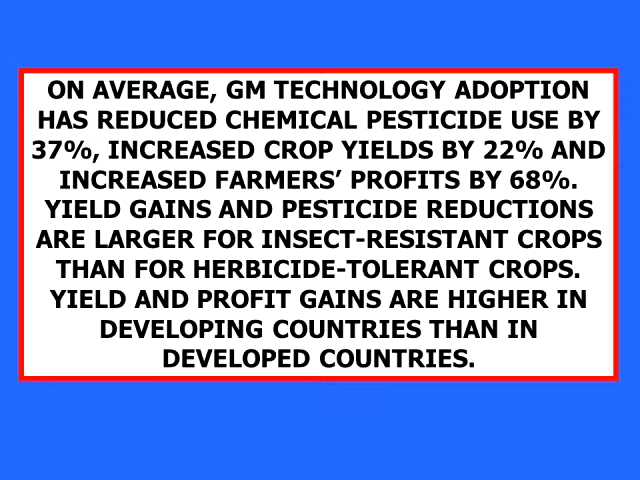 ON AVERAGE, GM TECHNOLOGY ADOPTION
HAS REDUCED CHEMICAL PESTICIDE USE BY
37%, INCREASED CROP YIELDS BY 22% AND
INCREASED FARMERS’ PROFITS BY 68%.
YIELD GAINS AND PESTICIDE REDUCTIONS
ARE LARGER FOR INSECT-RESISTANT CROPS
THAN FOR HERBICIDE-TOLERANT CROPS.
YIELD AND PROFIT GAINS ARE HIGHER IN
DEVELOPING COUNTRIES THAN IN
DEVELOPED COUNTRIES.